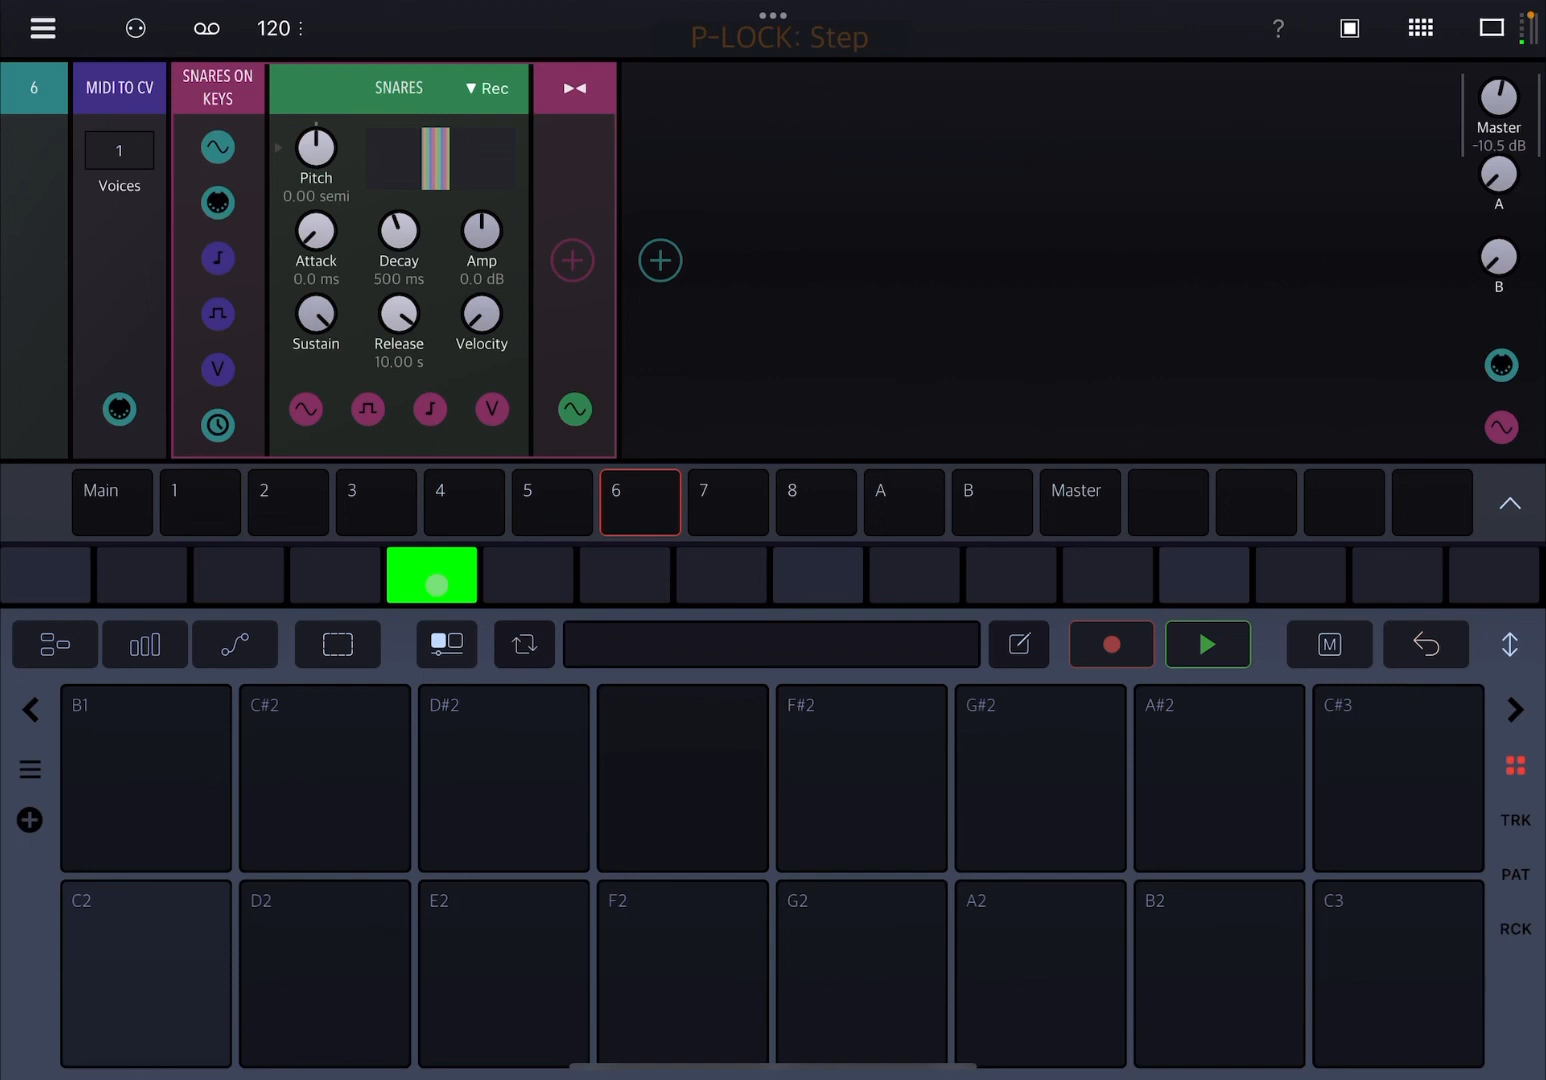 120
P-LOCK: Step
?
6
MIDI TO CV
SNARES ON
KEYS
SNARES
▼ Rec
1
Voices
Pitch
0.00 semi
Attack
0.0 ms
Decay
500 ms
Amp
0.0 dB
Sustain
Release
10.00 s
Velocity
V
V
Master
-10.5 dB
A
B
Main
1
2
3
4
5
6
7
8
A
B
Master
M
B1
C#2
D#2
F#2
G#2
A#2
C#3
C2
D2
E2
F2
G2
A2
B2
C3
TRK
PAT
RCK